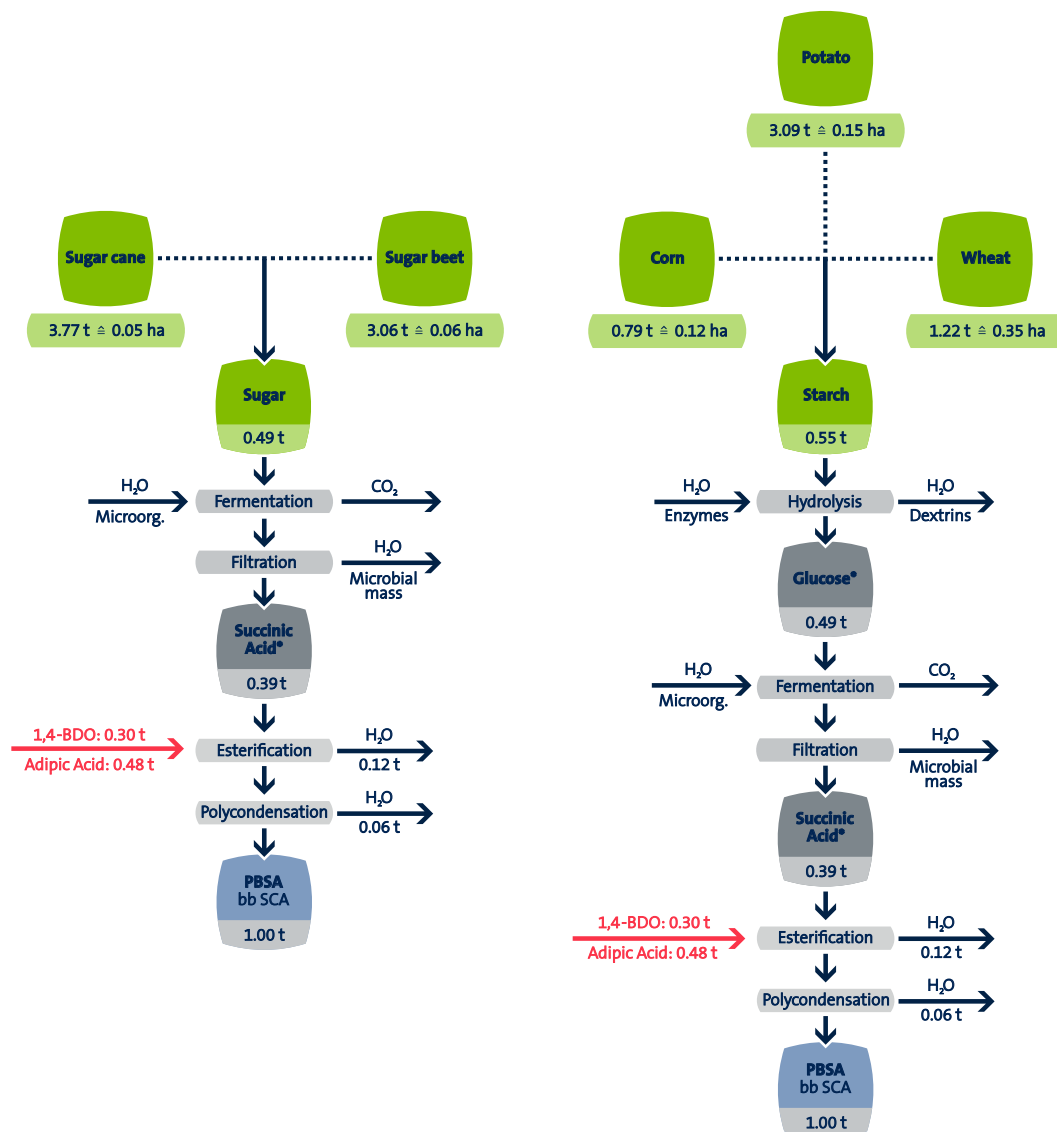 Potato
3.09 t ≙ 0.15 ha
Sugar cane
Sugar beet
3.77 t ≙ 0.05 ha
3.06 t ≙ 0.06 ha
Sugar
0.49 t
H₂O
Microorg.
Fermentation
CO₂
Filtration
H₂O
Microbial
mass
Succinic
Acid*
0.39 t
1,4-BDO: 0.30 t
Adipic Acid: 0.48 t
Esterification
H₂O
0.12 t
Polycondensation
H₂O
0.06 t
PBSA
bb SCA
1.00 t
Corn
Wheat
0.79 t ≙ 0.12 ha
1.22 t ≙ 0.35 ha
Starch
0.55 t
H₂O
Enzymes
Hydrolysis
H₂O
Dextrins
Glucose*
0.49 t
H₂O
Microorg.
Fermentation
CO₂
Filtration
H₂O
Microbial
mass
Succinic
Acid*
0.39 t
1,4-BDO: 0.30 t
Adipic Acid: 0.48 t
Esterification
H₂O
0.12 t
Polycondensation
H₂O
0.06 t
PBSA
bb SCA
1.00 t